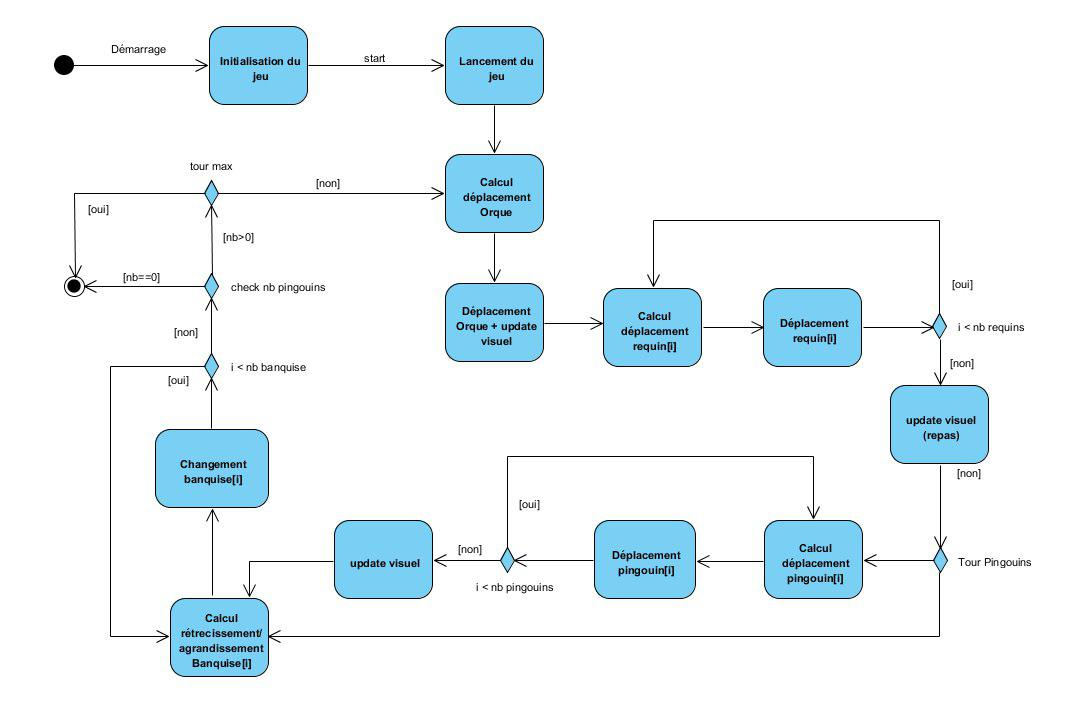 Démarrage
Initialisation du
jeu
start
Lancement du
jeu
tour max
[oui]
[non]
Calcul
déplacement
Orque
[nb>0]
[nb==0]
check nb pingouins
[non]
i < nb banquise
[oui]
Déplacement
Orque + update
visuel
Calcul
déplacement
requin[i]
Déplacement
requin[i]
[oui]
i < nb requins
[non]
update visuel
(repas)
[non]
Changement
banquise[i]
[oui]
update visuel
[non]
i < nb pingouins
Déplacement
pingouin[i]
Calcul
déplacement
pingouin[i]
Tour Pingouins
Calcul
rétrecissement/
agrandissement
Banquise[i]